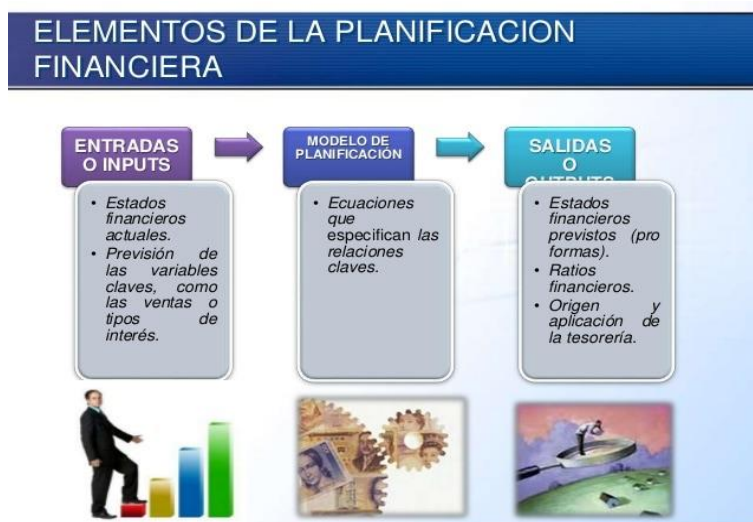 ELEMENTOS DE LA PLANIFICACION
FINANCIERA
ENTRADAS
O INPUTS
• Estados
financieros
actuales.
• Previsión de
las variables
claves, como
las ventas o
tipos de
interés.
MODELO DE
PLANIFICACIÓN
• Ecuaciones
que
especifican las
relaciones
claves.
SALIDAS
O
OUTPUTS
• Estados
financieros
previstos (pro
formas).
• Ratios
financieros.
• Origen y
aplicación de
la tesorería.